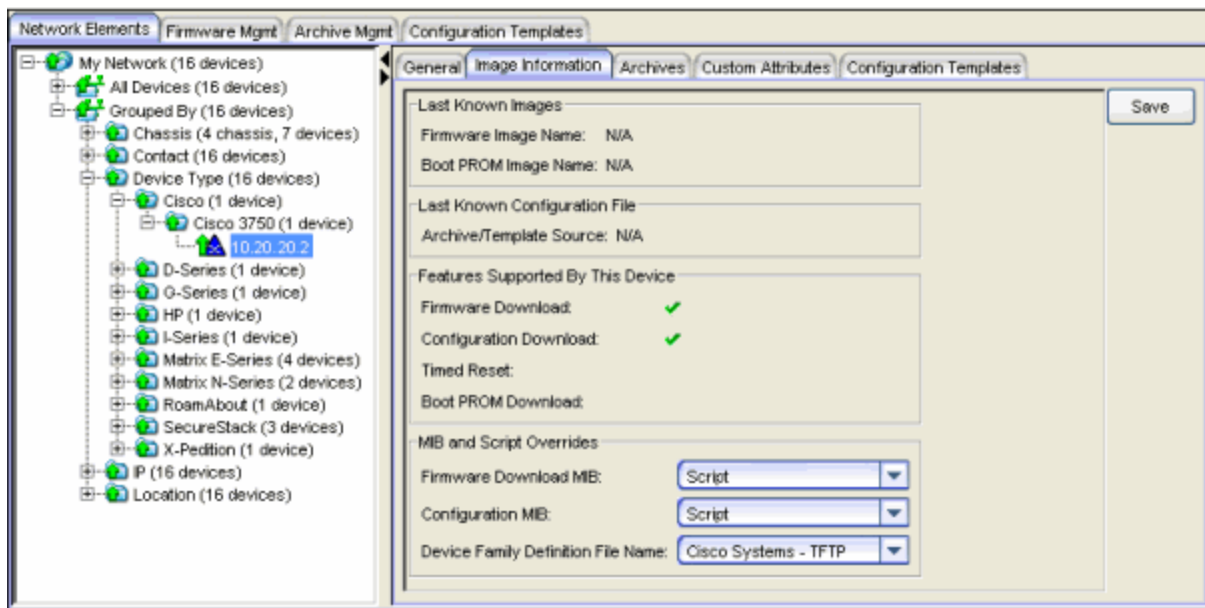 Network Elements Firmware Mgmt Archive Mgmt Configuration Templates
My Network (16 devices)
All Devices (16 devices)
Grouped By (16 devices)
Chassis (4 chassis, 7 devices)
Contact (16 devices)
Device Type (16 devices)
Cisco (1 device)
Cisco 3750 (1 device)
10.20.20.2
D-Series (1 device)
G-Series (1 device)
HP (1 device)
I-Series (1 device)
Matrix E-Series (4 devices)
Matrix N-Series (2 devices)
RoamAbout (1 device)
SecureStack (3 devices)
X-Pedition (1 device)
IP (16 devices)
Location (16 devices)
General Image Information Archives Custom Attributes Configuration Templates
Last Known Images
Firmware Image Name: N/A
Boot PROM Image Name: N/A
Last Known Configuration File
Archive/Template Source: N/A
Features Supported By This Device
Firmware Download:
Configuration Download:
Timed Reset:
Boot PROM Download:
MIB and Script Overrides
Firmware Download MIB: Script
Configuration MIB: Script
Device Family Definition File Name: Cisco Systems - TFTP
Save